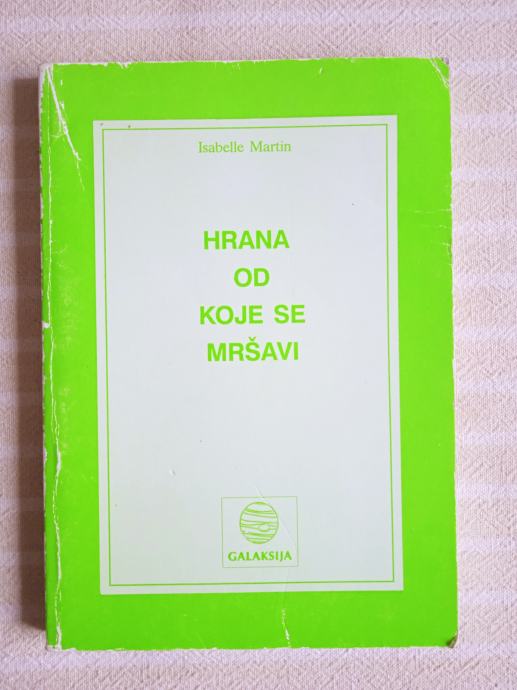 Isabelle Martin
HRANA
OD
KOJE SE
MRŠAVI
GALAKSIJA